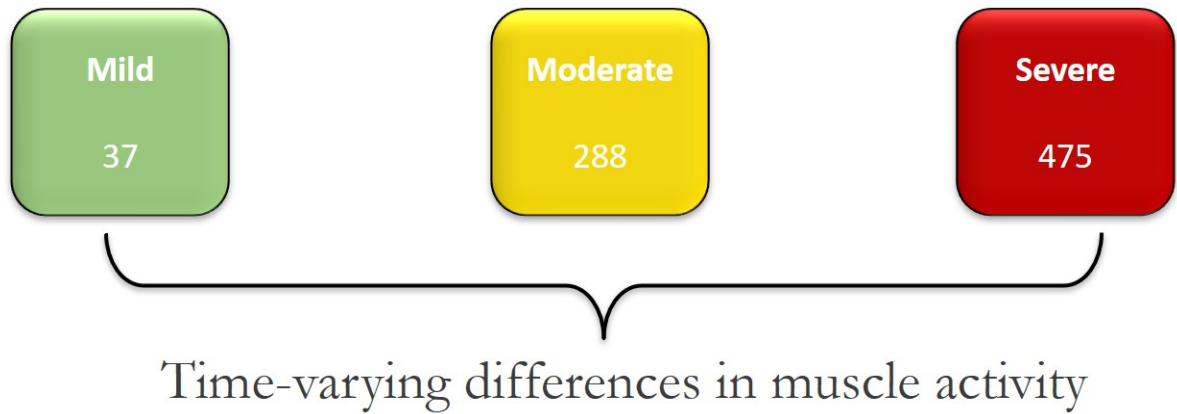 Mild Moderate Severe
37 288 475
Time-varying differences in muscle activity